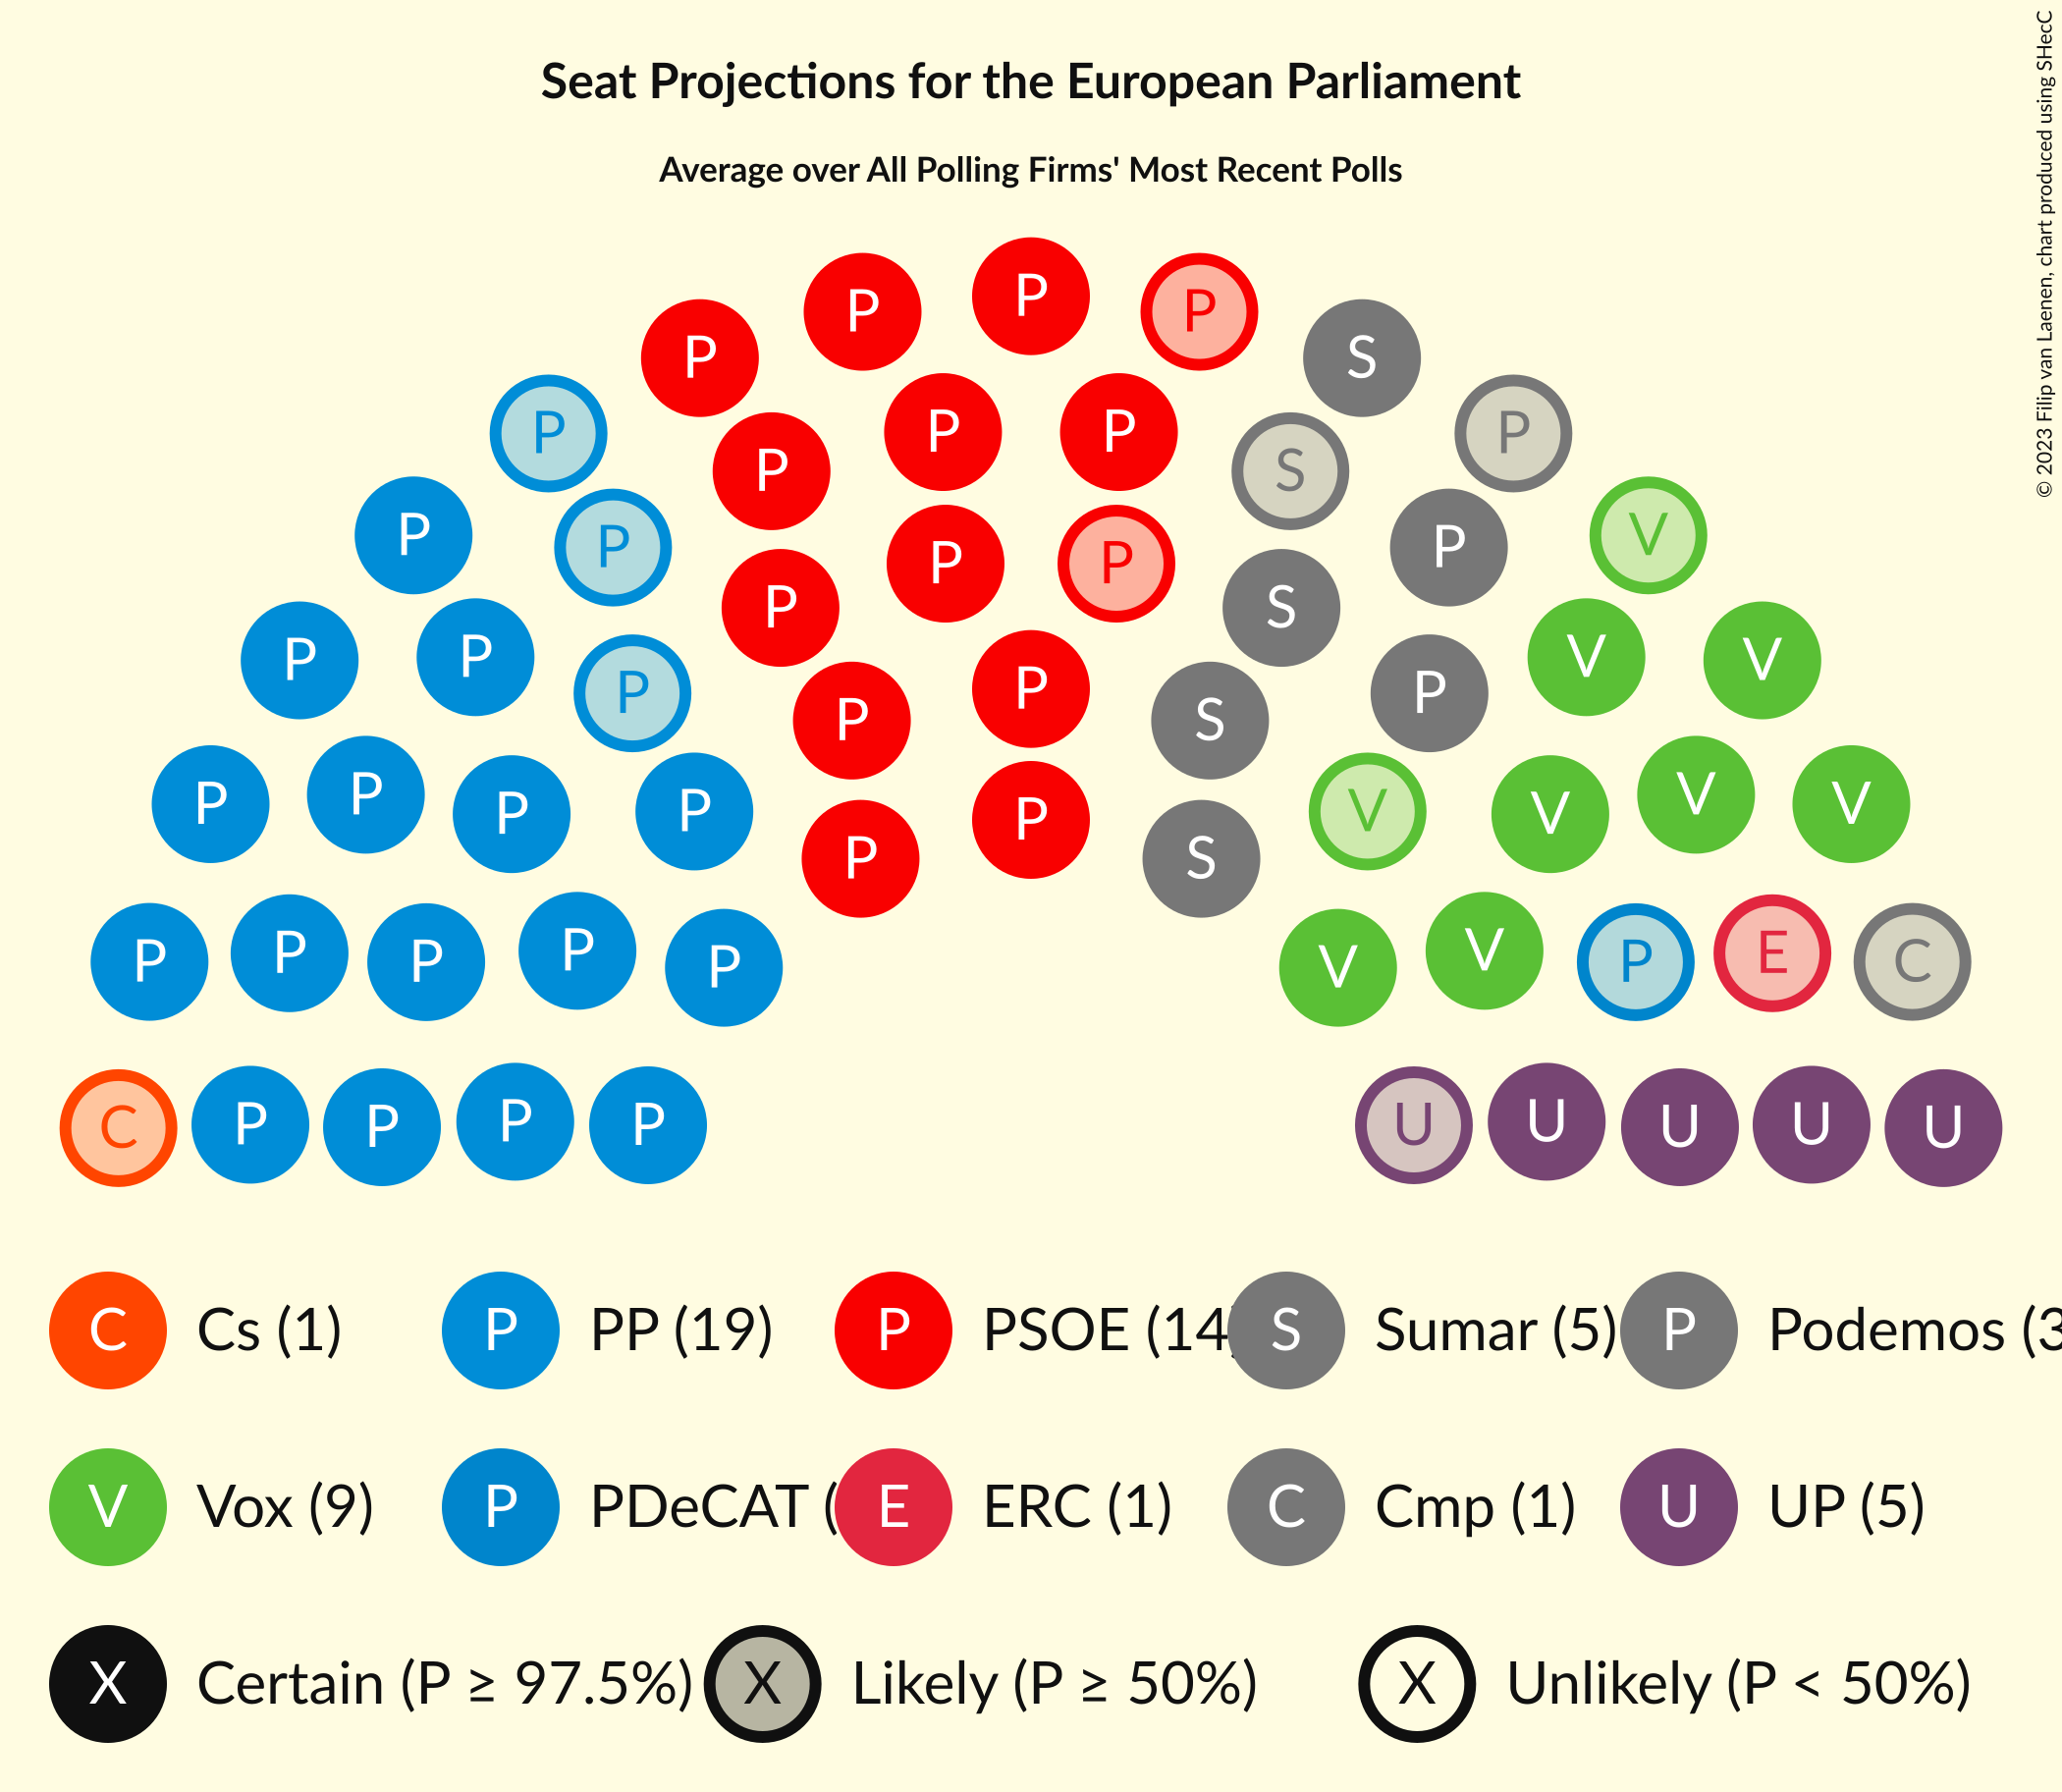 Seat Projections for the European Parliament
Average over All Polling Firms' Most Recent Polls
© 2023 Filip van Laenen, chart produced using SHecC
P P P P
P S
P P P P S P
P P P P V
P P P S V V
P P P P S P
P P P P P P S V V V V
P P S
P P P P P V V P E C
C P P P P U U U U U
C Cs (1) P PP (19) P PSOE (14 S Sumar (5) P Podemos (3
V Vox (9) P PDeCAT ( E ERC (1) C Cmp (1) U UP (5)
X Certain (P ≥ 97.5%) X Likely (P ≥ 50%) X Unlikely (P < 50%)